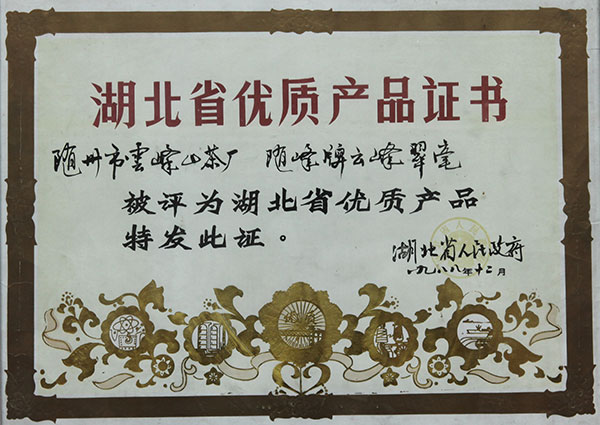 湖北省优质产品证书
随州市雲峰山茶厂 随峰牌云峰翠毫
被评为湖北省优质产品
特发此证。
湖北省人民政府
一九八八年十二月